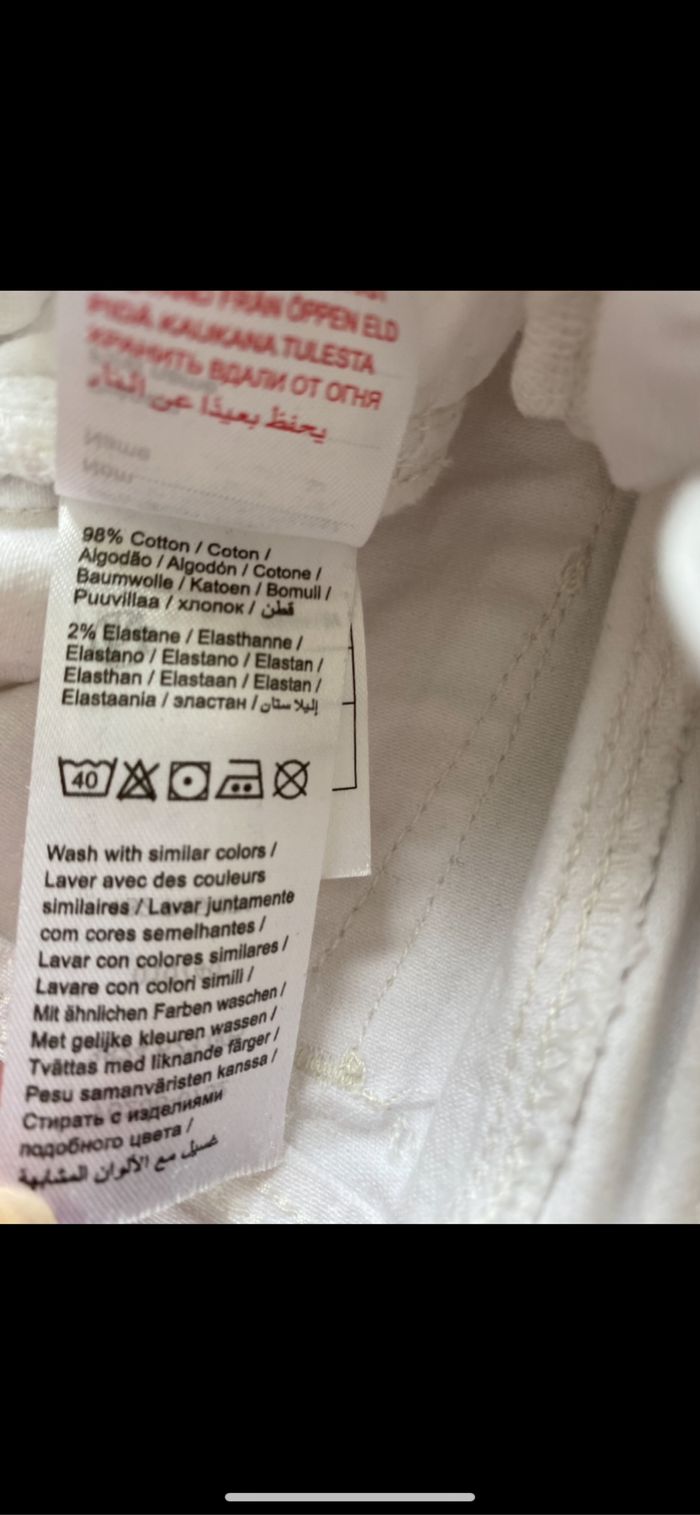 FRÅN ÖPPEN ELD
PIDÄ KAUKANA TULESTA
ХРАНИТЬ ВДАЛИ ОТ ОГНЯ
يحفظ بعيدًا عن النار
98% Cotton / Coton /
Algodão / Algodón / Cotone /
Baumwolle / Katoen / Bomull /
Puuvillaa / хлопок / قطن
2% Elastane / Elasthanne /
Elastano / Elastano / Elastan /
Elasthan / Elastaan / Elastan /
Elastaania / эластан / إليلاستان
40
Wash with similar colors /
Laver avec des couleurs
similaires / Lavar juntamente
com cores semelhantes /
Lavar con colores similares /
Lavare con colori simili /
Mit ähnlichen Farben waschen /
Met gelijke kleuren wassen /
Tvättas med liknande färger /
Pesu samanväristen kanssa /
Стирать с изделиями
подобного цвета /
غسيل مع الألوان المشابهة